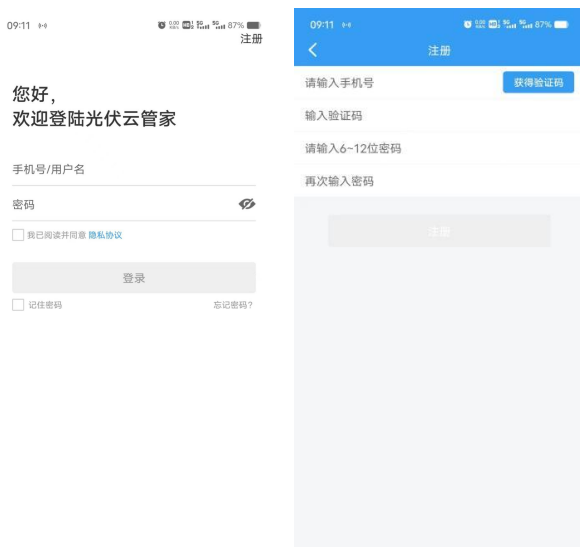 09:11
87%
注册
您好，
欢迎登陆光伏云管家
手机号/用户名
密码
我已阅读并同意 隐私协议
登录
记住密码
忘记密码?
09:11
87%
注册
请输入手机号
获得验证码
输入验证码
请输入6~12位密码
再次输入密码
注册